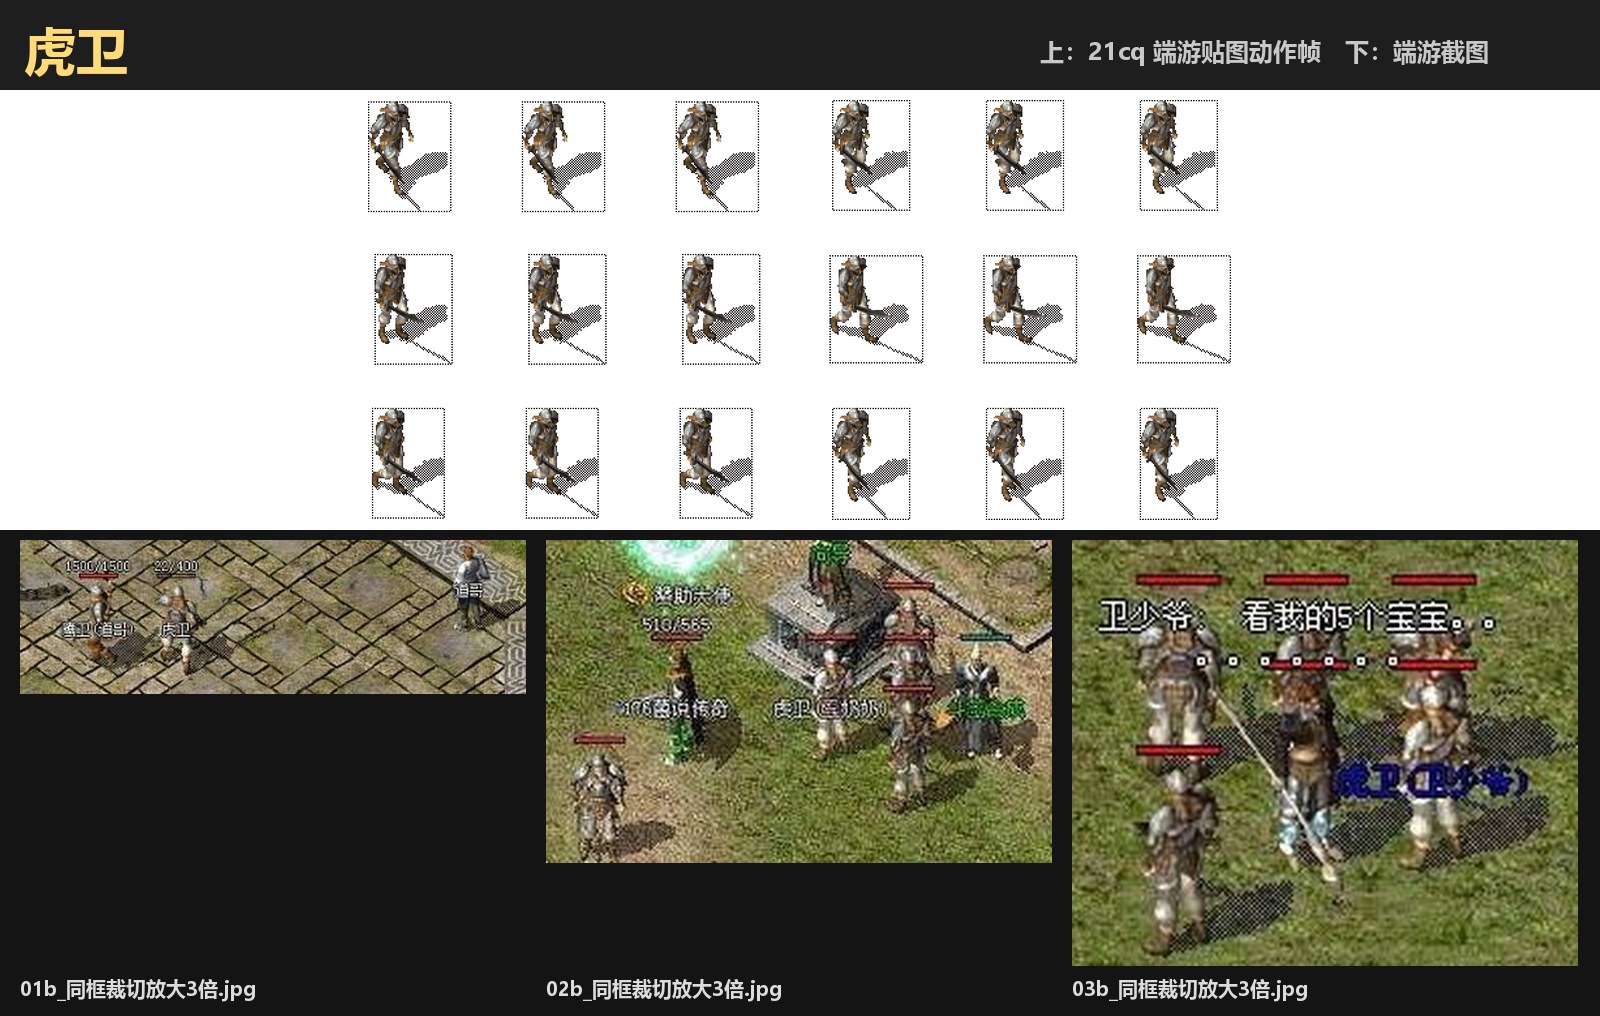 虎卫
上：21cq 端游贴图动作帧　下：端游截图
1500/1500
22/400
道哥
虎卫
赞助大使
510/565
虎卫
卫少爷： 看我的5个宝宝。。
虎卫（卫少爷）
01b_同框裁切放大3倍.jpg
02b_同框裁切放大3倍.jpg
03b_同框裁切放大3倍.jpg